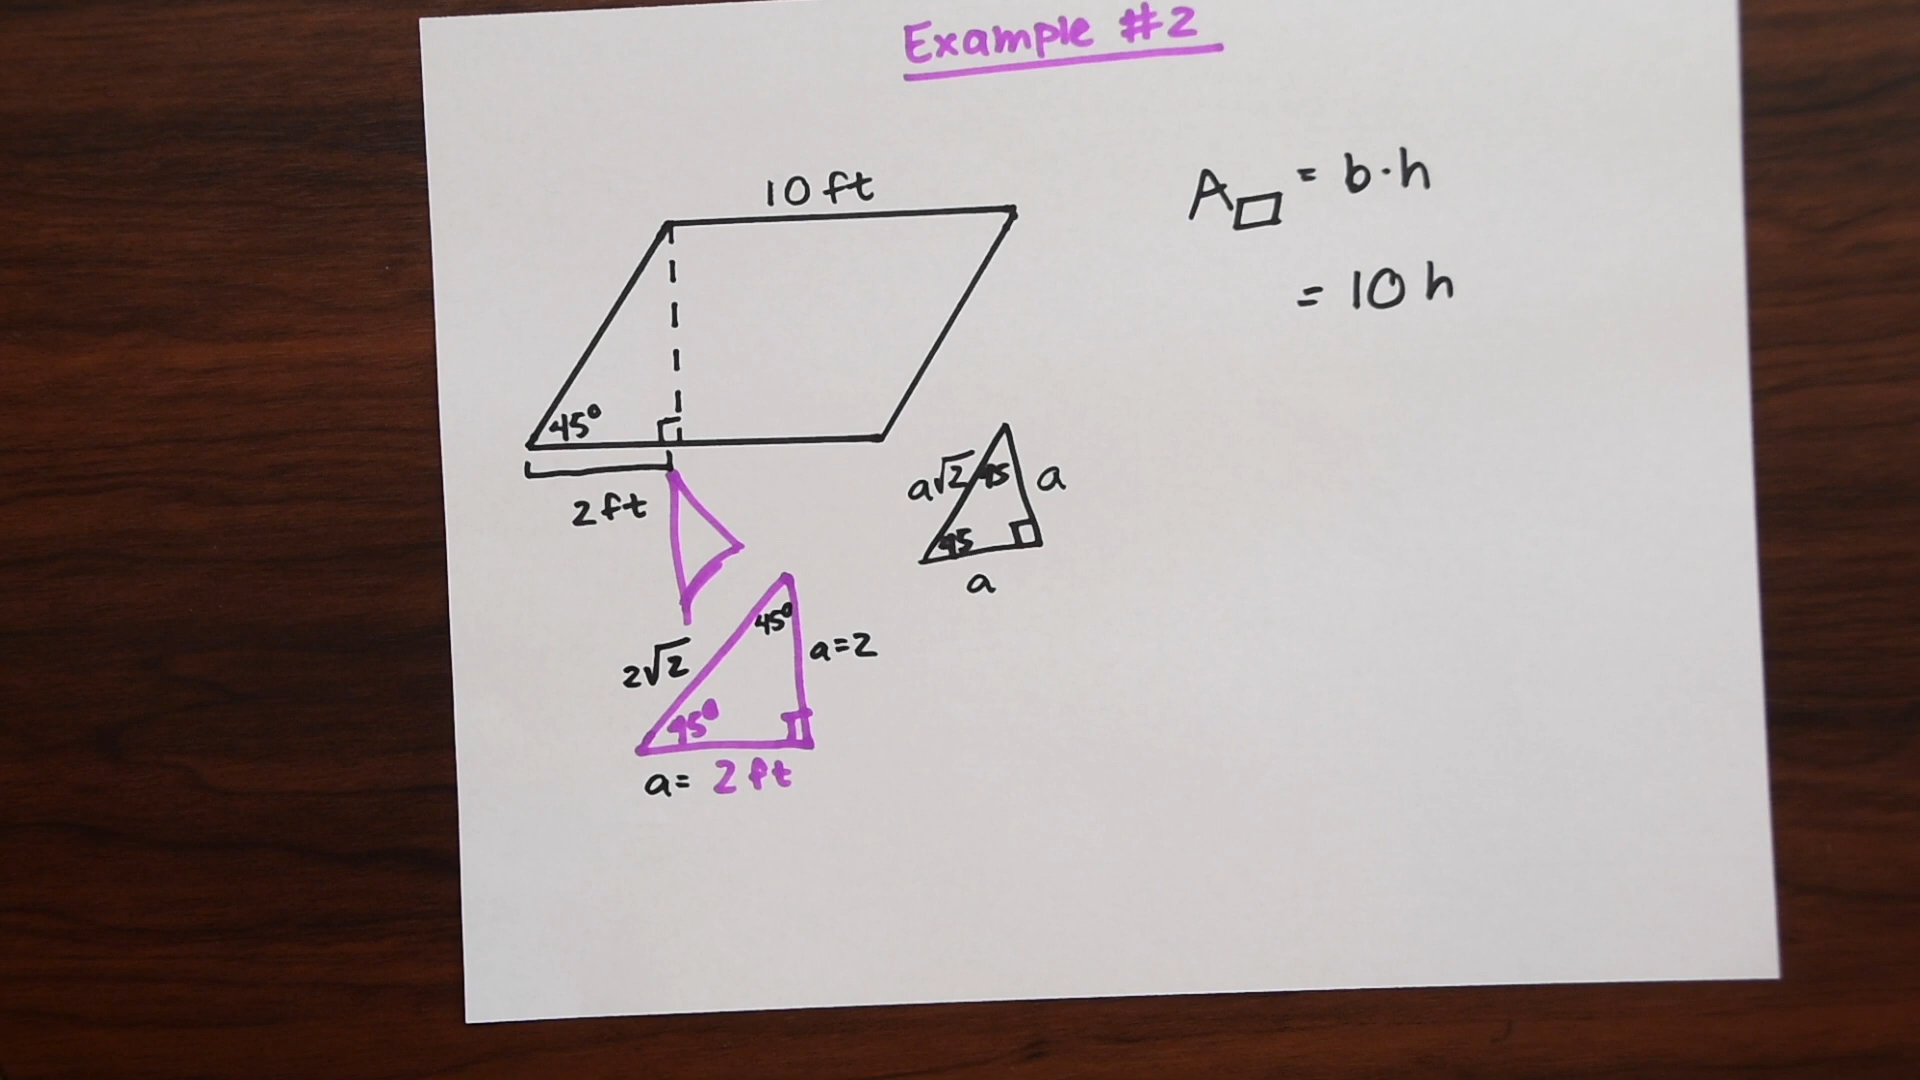 Example #2
10 ft
A▱ = b·h
= 10 h
45°
2 ft
a√2 45 a
45
a
45°
2√2 a=2
45°
a= 2 ft